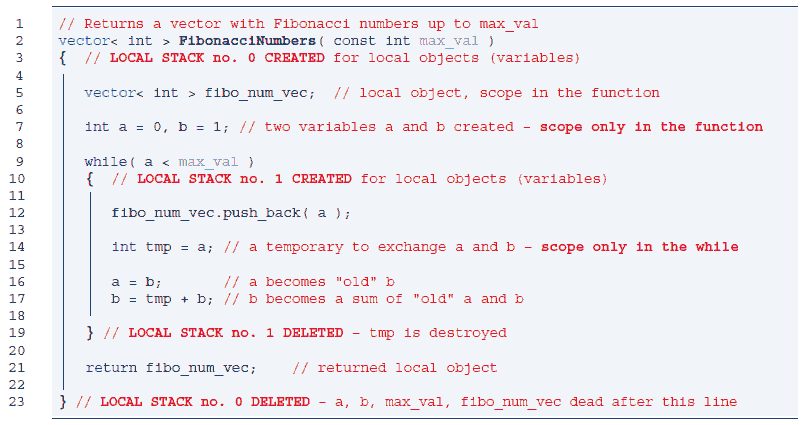 1 // Returns a vector with Fibonacci numbers up to max_val
2 vector< int > FibonacciNumbers( const int max_val )
3 { // LOCAL STACK no. 0 CREATED for local objects (variables)
4
5 vector< int > fibo_num_vec; // local object, scope in the function
6
7 int a = 0, b = 1; // two variables a and b created - scope only in the function
8
9 while( a < max_val )
10 { // LOCAL STACK no. 1 CREATED for local objects (variables)
11
12 fibo_num_vec.push_back( a );
13
14 int tmp = a; // a temporary to exchange a and b - scope only in the while
15
16 a = b; // a becomes "old" b
17 b = tmp + b; // b becomes a sum of "old" a and b
18
19 } // LOCAL STACK no. 1 DELETED - tmp is destroyed
20
21 return fibo_num_vec; // returned local object
22
23 } // LOCAL STACK no. 0 DELETED - a, b, max_val, fibo_num_vec dead after this line